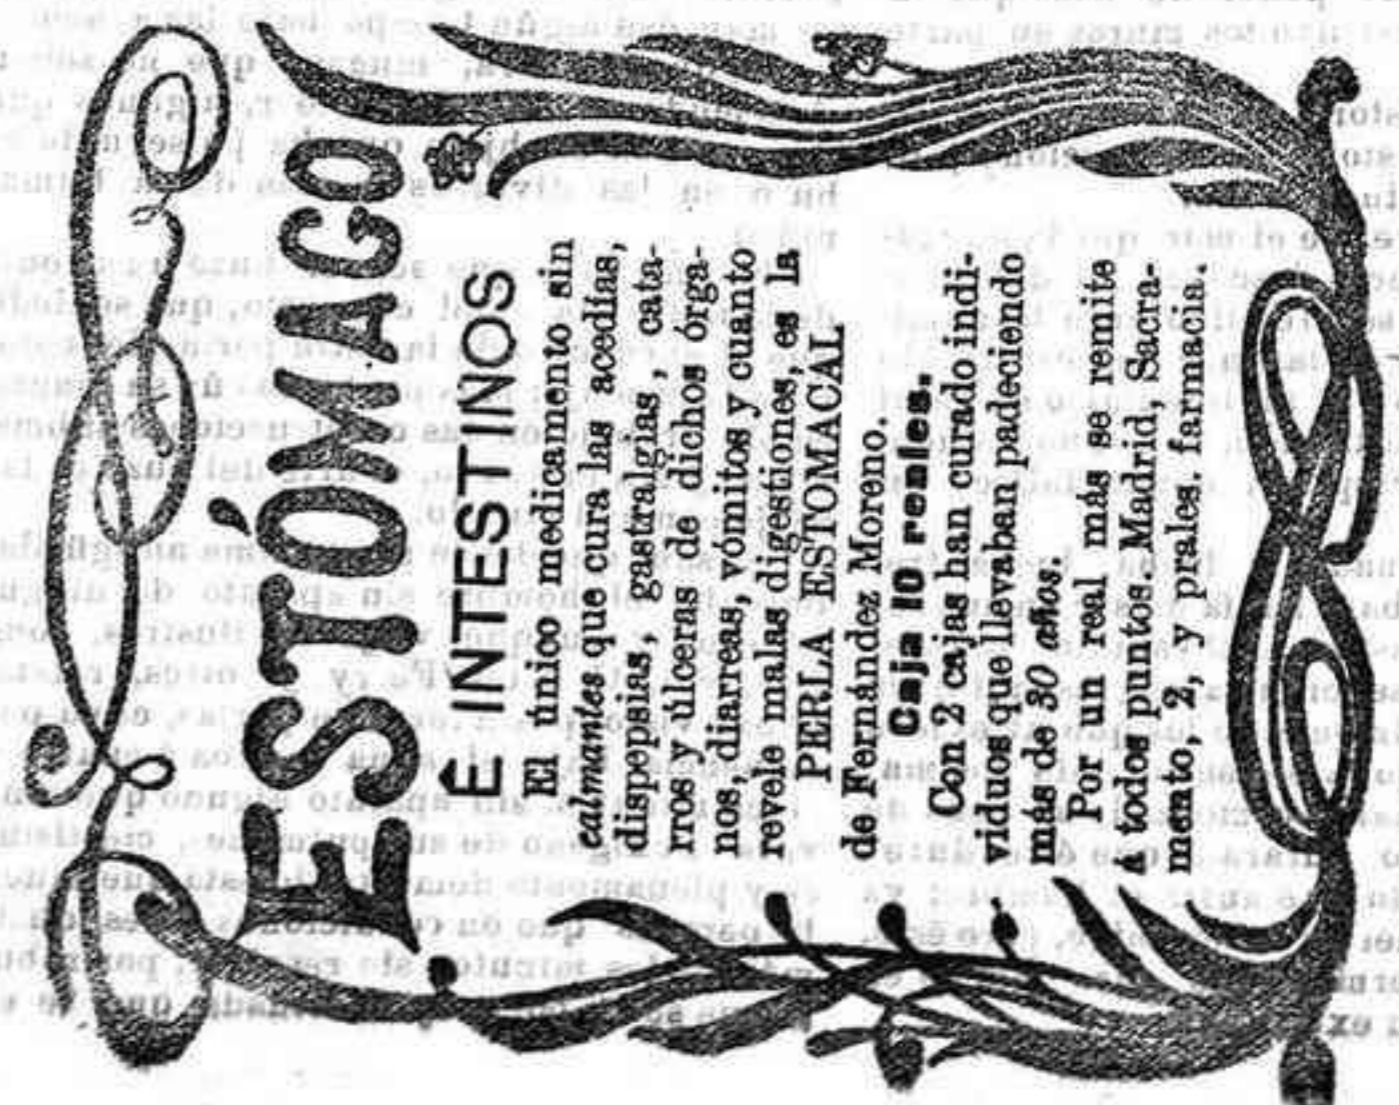 ESTÓMAGO
É INTESTINOS
El único medicamento sin
calmantes que cura las acedías,
dispepsias, gastralgias, cata-
rros y úlceras de dichos órga-
nos, diarreas, vómitos y cuanto
revele malas digestiones, es la
PERLA ESTOMACAL
de Fernández Moreno.
Caja 10 reales.
Con 2 cajas han curado indi-
viduos que llevaban padeciendo
más de 30 años.
Por un real más se remite
á todos puntos. Madrid, Sacra-
mento, 2, y prales. farmacia.